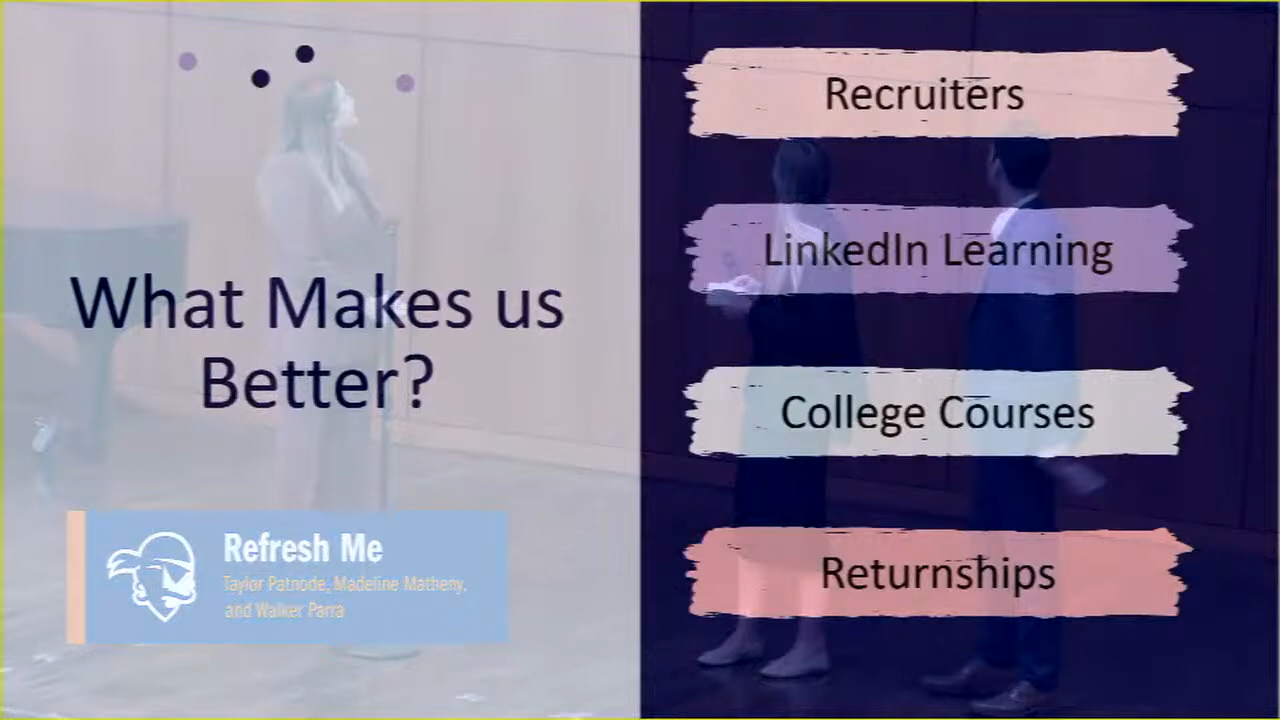 What Makes us
Better?
Recruiters
LinkedIn Learning
College Courses
Returnships
Refresh Me
Taylor Patnode, Madeline Matheny,
and Walker Parra